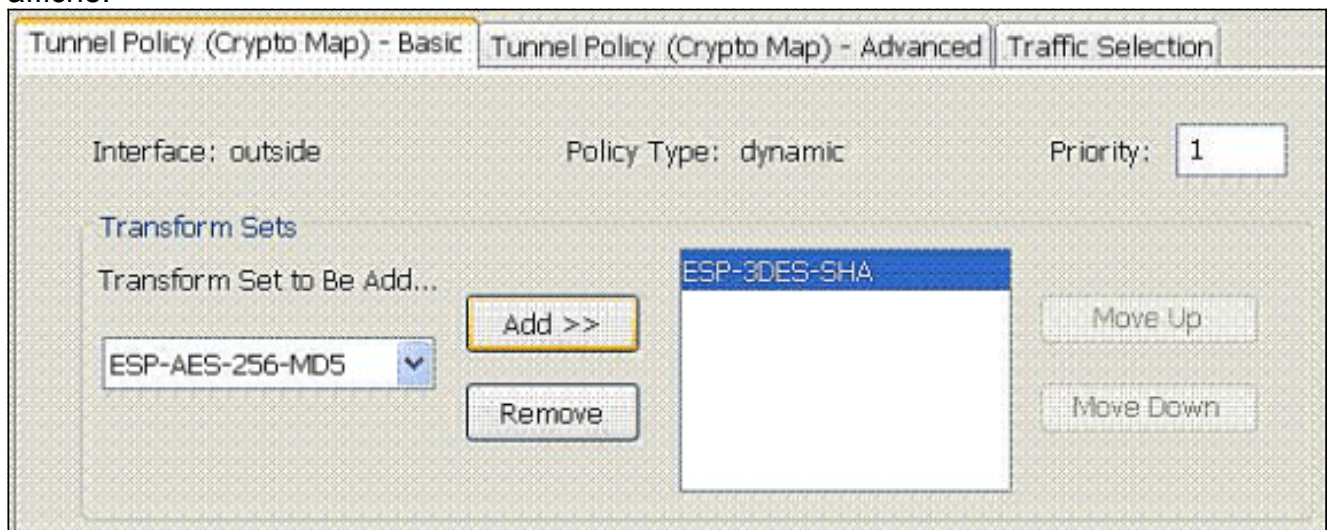 Tunnel Policy (Crypto Map) - Basic Tunnel Policy (Crypto Map) - Advanced Traffic Selection
Interface: outside Policy Type: dynamic Priority: 1
Transform Sets
Transform Set to Be Add...
ESP-3DES-SHA
Add >> Move Up
ESP-AES-256-MD5
Remove Move Down